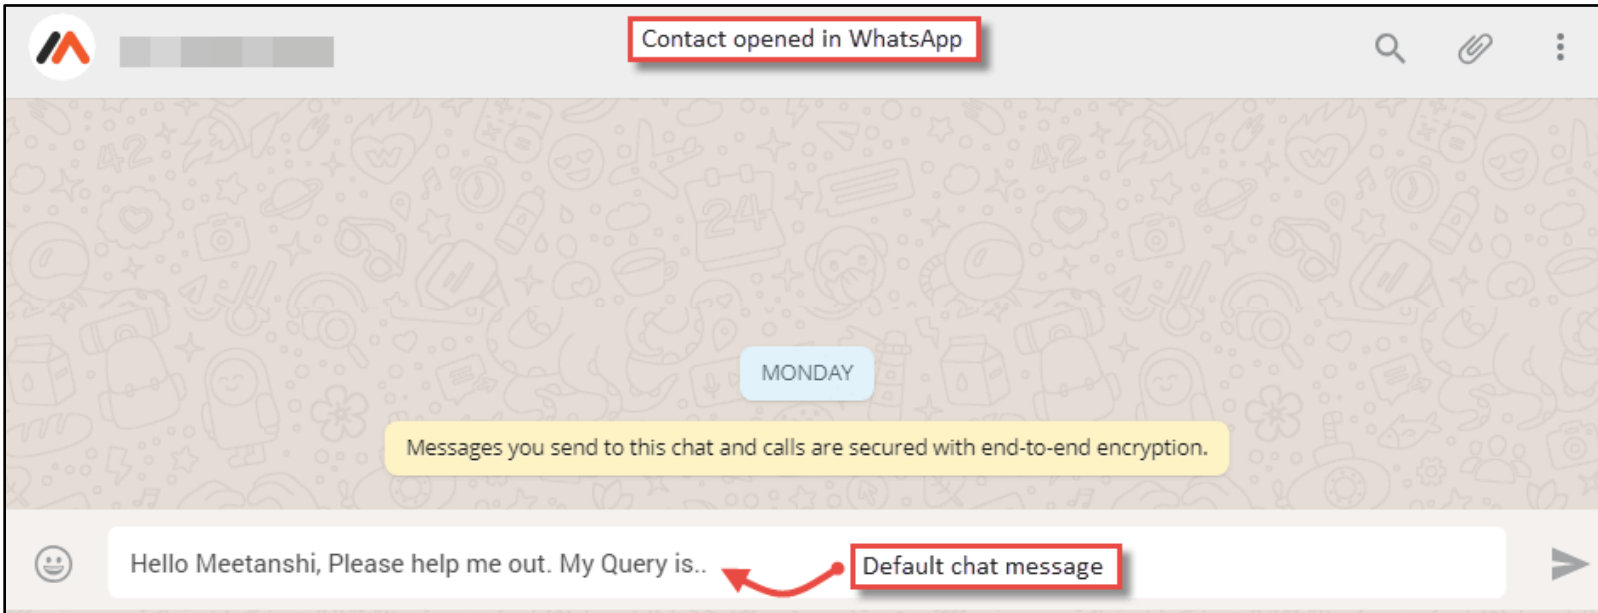 Contact opened in WhatsApp
MONDAY
Messages you send to this chat and calls are secured with end-to-end encryption.
Hello Meetanshi, Please help me out. My Query is..
Default chat message